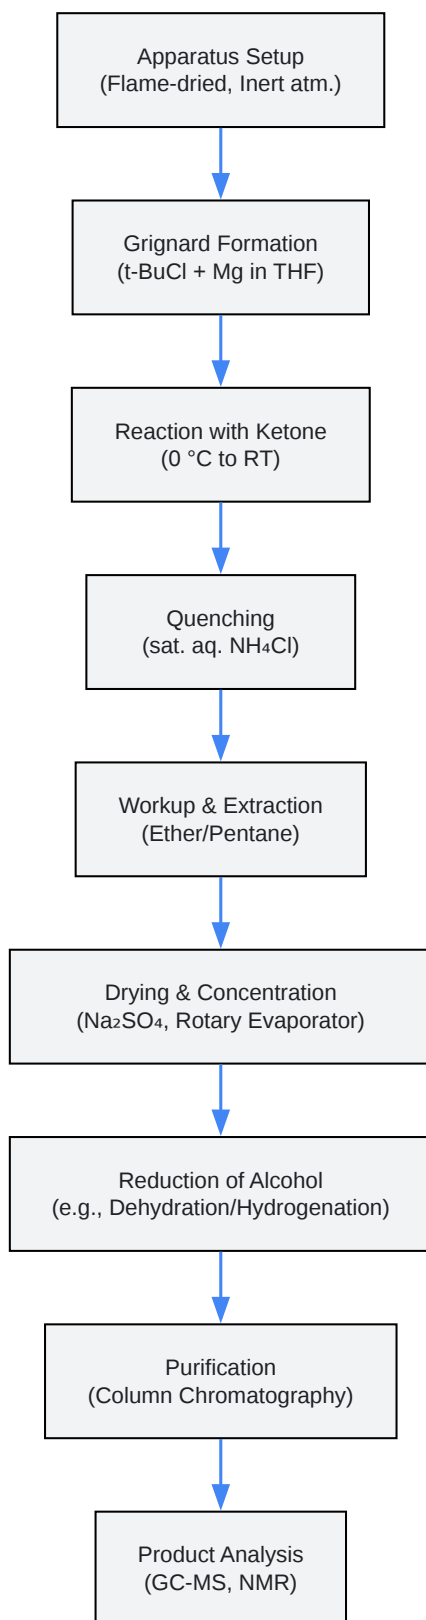 Apparatus Setup
(Flame-dried, Inert atm.)
Grignard Formation
(t-BuCl + Mg in THF)
Reaction with Ketone
(0 °C to RT)
Quenching
(sat. aq. NH₄Cl)
Workup & Extraction
(Ether/Pentane)
Drying & Concentration
(Na₂SO₄, Rotary Evaporator)
Reduction of Alcohol
(e.g., Dehydration/Hydrogenation)
Purification
(Column Chromatography)
Product Analysis
(GC-MS, NMR)